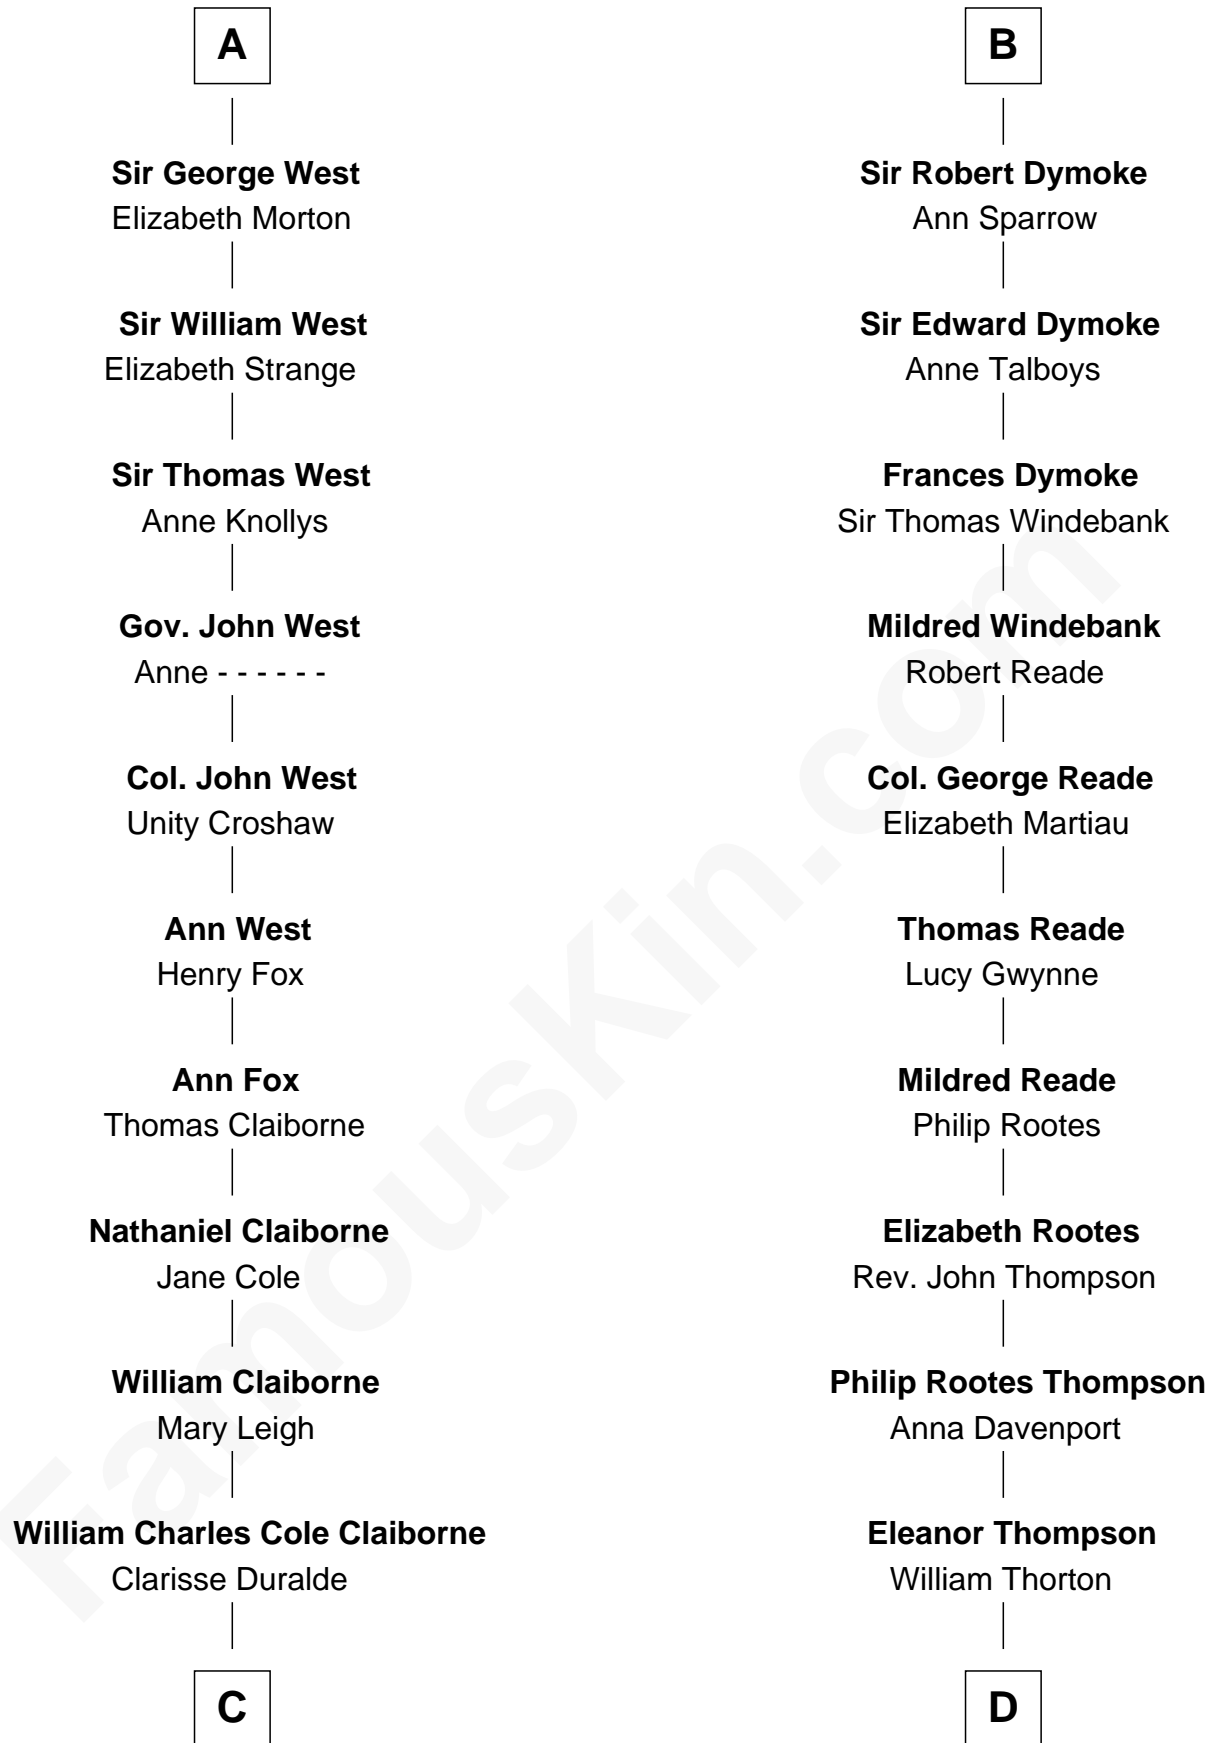 A
Sir George West
Elizabeth Morton
Sir William West
Elizabeth Strange
Sir Thomas West
Anne Knollys
Gov. John West
Anne - - - - - -
Col. John West
Unity Croshaw
Ann West
Henry Fox
Ann Fox
Thomas Claiborne
Nathaniel Claiborne
Jane Cole
William Claiborne
Mary Leigh
William Charles Cole Claiborne
Clarisse Duralde
C
B
Sir Robert Dymoke
Ann Sparrow
Sir Edward Dymoke
Anne Talboys
Frances Dymoke
Sir Thomas Windebank
Mildred Windebank
Robert Reade
Col. George Reade
Elizabeth Martiau
Thomas Reade
Lucy Gwynne
Mildred Reade
Philip Rootes
Elizabeth Rootes
Rev. John Thompson
Philip Rootes Thompson
Anna Davenport
Eleanor Thompson
William Thorton
D
FamousKin.com